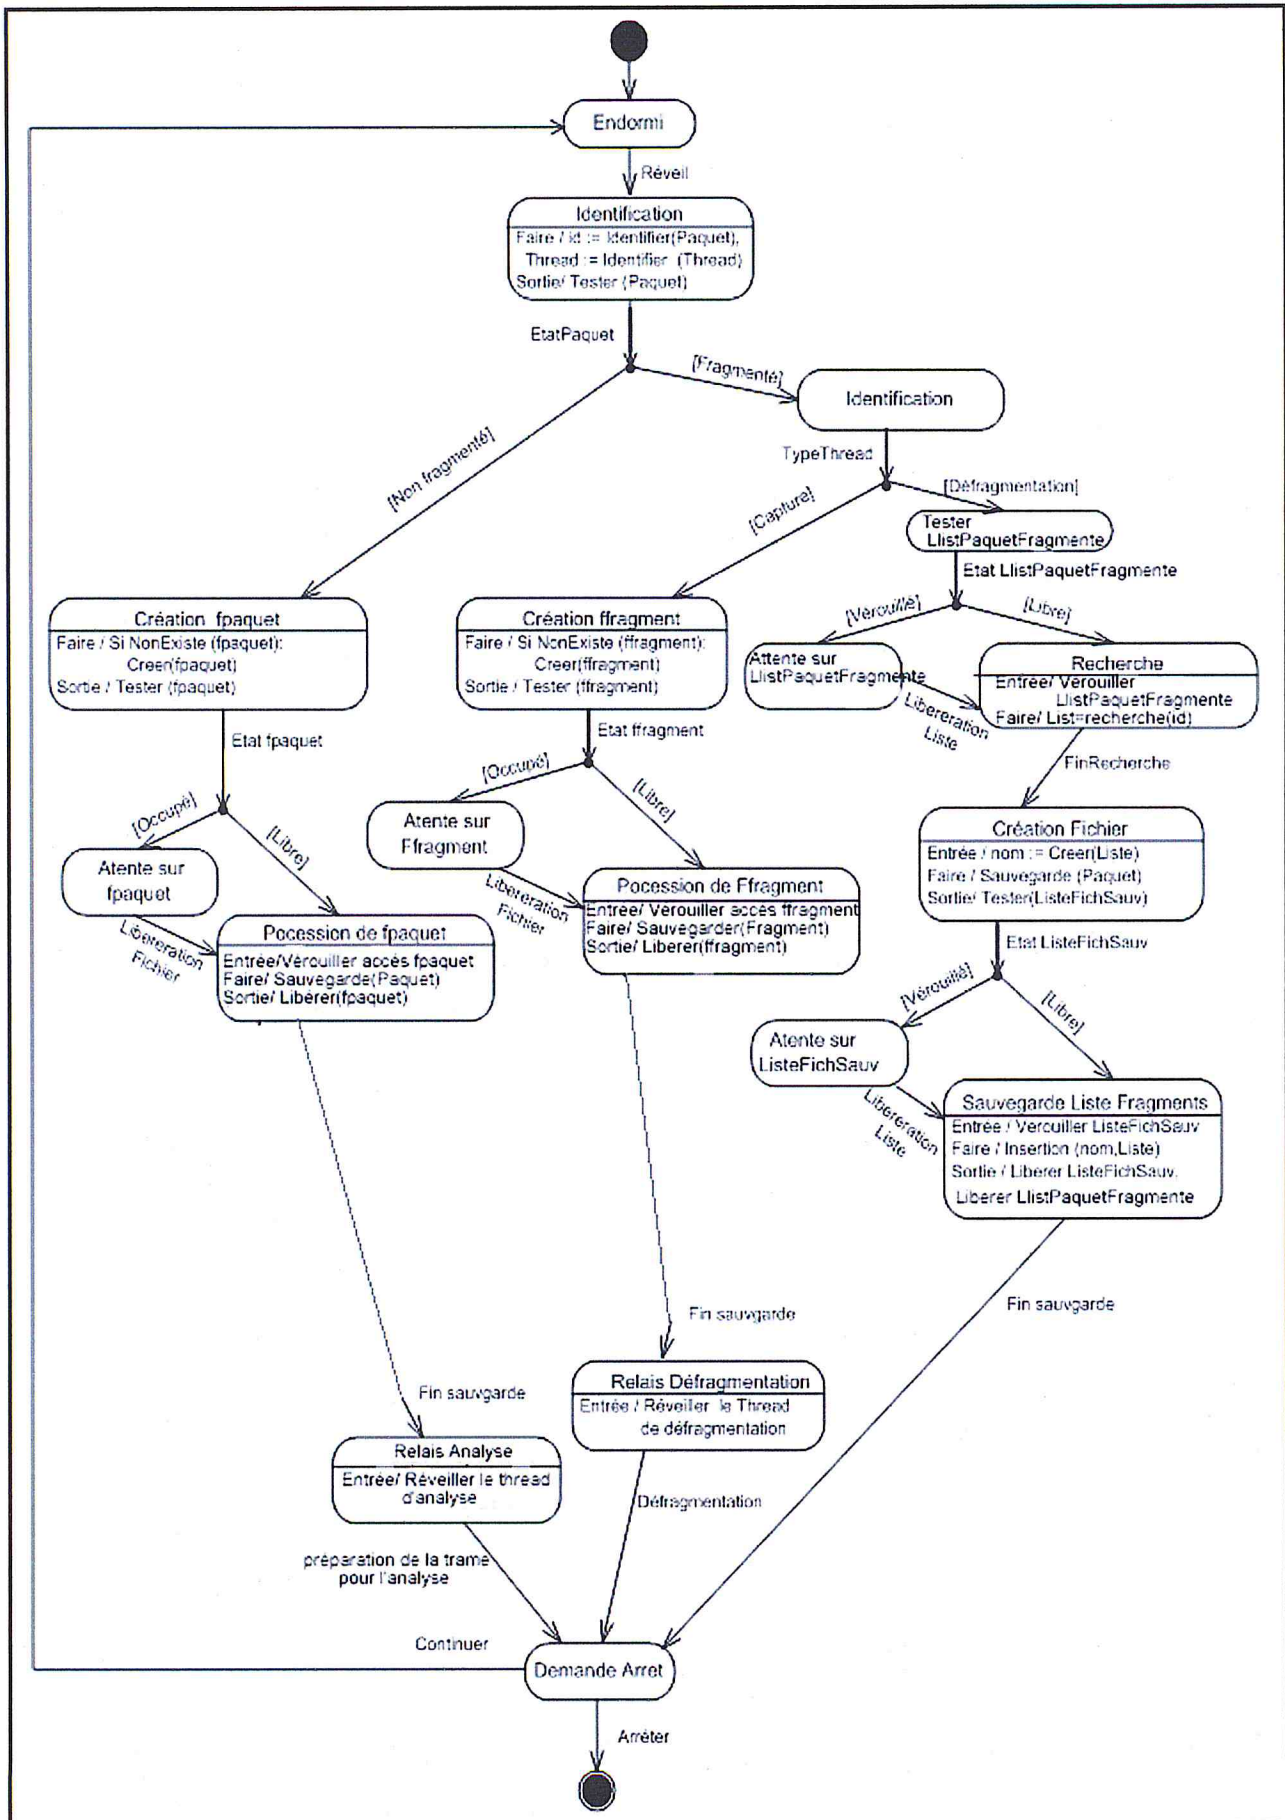 Endormi
Réveil
Identification
Faire / id := Identifier(Paquet),
Thread := Identifier (Thread)
Sortie/ Tester (Paquet)
EtatPaquet
[Fragmenté]
Identification
[Non fragmenté]
TypeThread
[Capture]
[Défragmentation]
Tester
LlistPaquetFragmente
Etat LlistPaquetFragmente
[Vérouillé]
[Libre]
Création fpaquet
Faire / Si NonExiste (fpaquet):
Creer(fpaquet)
Sortie / Tester (fpaquet)
Création ffragment
Faire / Si NonExiste (ffragment):
Creer(ffragment)
Sortie / Tester (ffragment)
Attente sur
LlistPaquetFragmente
Libereration
Liste
Recherche
Entrée/ Vérouiller
LlistPaquetFragmente
Faire/ List=recherche(id)
Etat fpaquet
Etat ffragment
FinRecherche
[Occupé]
[Libre]
[Occupé]
[Libre]
Atente sur
fpaquet
Atente sur
Ffragment
Création Fichier
Entrée / nom := Creer(Liste)
Faire / Sauvegarde (Paquet)
Sortie/ Tester(ListeFichSauv)
Libereration
Fichier
Libereration
Fichier
Pocession de fpaquet
Entrée/Vérouiller accés fpaquet
Faire/ Sauvegarde(Paquet)
Sortie/ Libérer(fpaquet)
Pocession de Ffragment
Entrée/ Vérouiller accés ffragment
Faire/ Sauvegarder(Fragment)
Sortie/ Liberer(ffragment)
Etat ListeFichSauv
[Vérouillé]
[Libre]
Atente sur
ListeFichSauv
Libereration
Liste
Sauvegarde Liste Fragments
Entrée / Verouiller ListeFichSauv
Faire / Insertion (nom,Liste)
Sortie / Liberer ListeFichSauv.
Liberer LlistPaquetFragmente
Fin sauvgarde
Fin sauvgarde
Fin sauvgarde
Relais Défragmentation
Entrée / Réveiller le Thread
de défragmentation
Relais Analyse
Entrée/ Réveiller le thread
d'analyse
Défragmentation
préparation de la trame
pour l'analyse
Continuer
Demande Arret
Arrêter